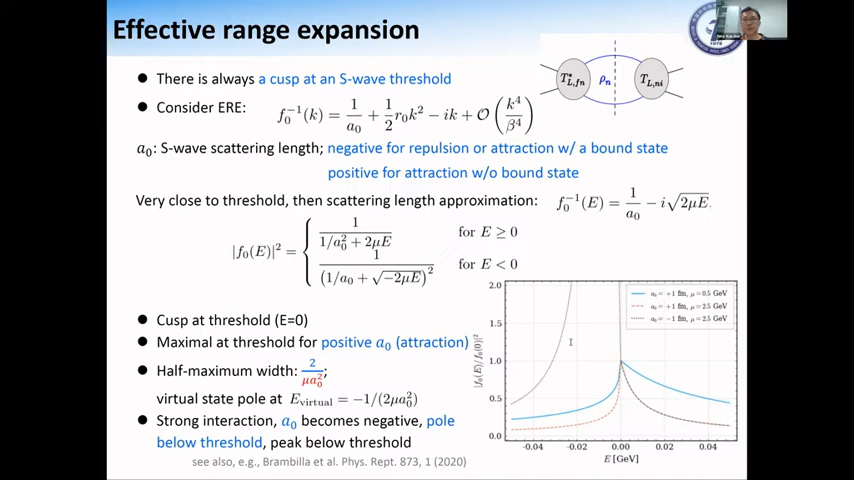 Effective range expansion
There is always a cusp at an S-wave threshold
T*_{L,fn} ρ_n T_{L,ni}
Consider ERE: f_0^{-1}(k) = 1/a_0 + 1/2 r_0 k^2 − ik + O(k^4/β^4)
a_0: S-wave scattering length; negative for repulsion or attraction w/ a bound state
positive for attraction w/o bound state
Very close to threshold, then scattering length approximation: f_0^{-1}(E) = 1/a_0 − i√(2μE).
|f_0(E)|^2 = { 1/(1/a_0^2 + 2μE) for E ≥ 0
1/(1/a_0 + √(−2μE))^2 for E < 0
Cusp at threshold (E=0)
Maximal at threshold for positive a_0 (attraction)
Half-maximum width: 2/(μa_0^2);
virtual state pole at E_virtual = −1/(2μa_0^2)
Strong interaction, a_0 becomes negative, pole
below threshold, peak below threshold
see also, e.g., Brambilla et al. Phys. Rept. 873, 1 (2020)
|f_0(E)/f_0(0)|^2
2.0
1.5
1.0
0.5
0.0
a_0 = +1 fm, μ = 0.5 GeV
a_0 = +1 fm, μ = 2.5 GeV
a_0 = −1 fm, μ = 2.5 GeV
-0.04 -0.02 0.00 0.02 0.04
E [GeV]
1978